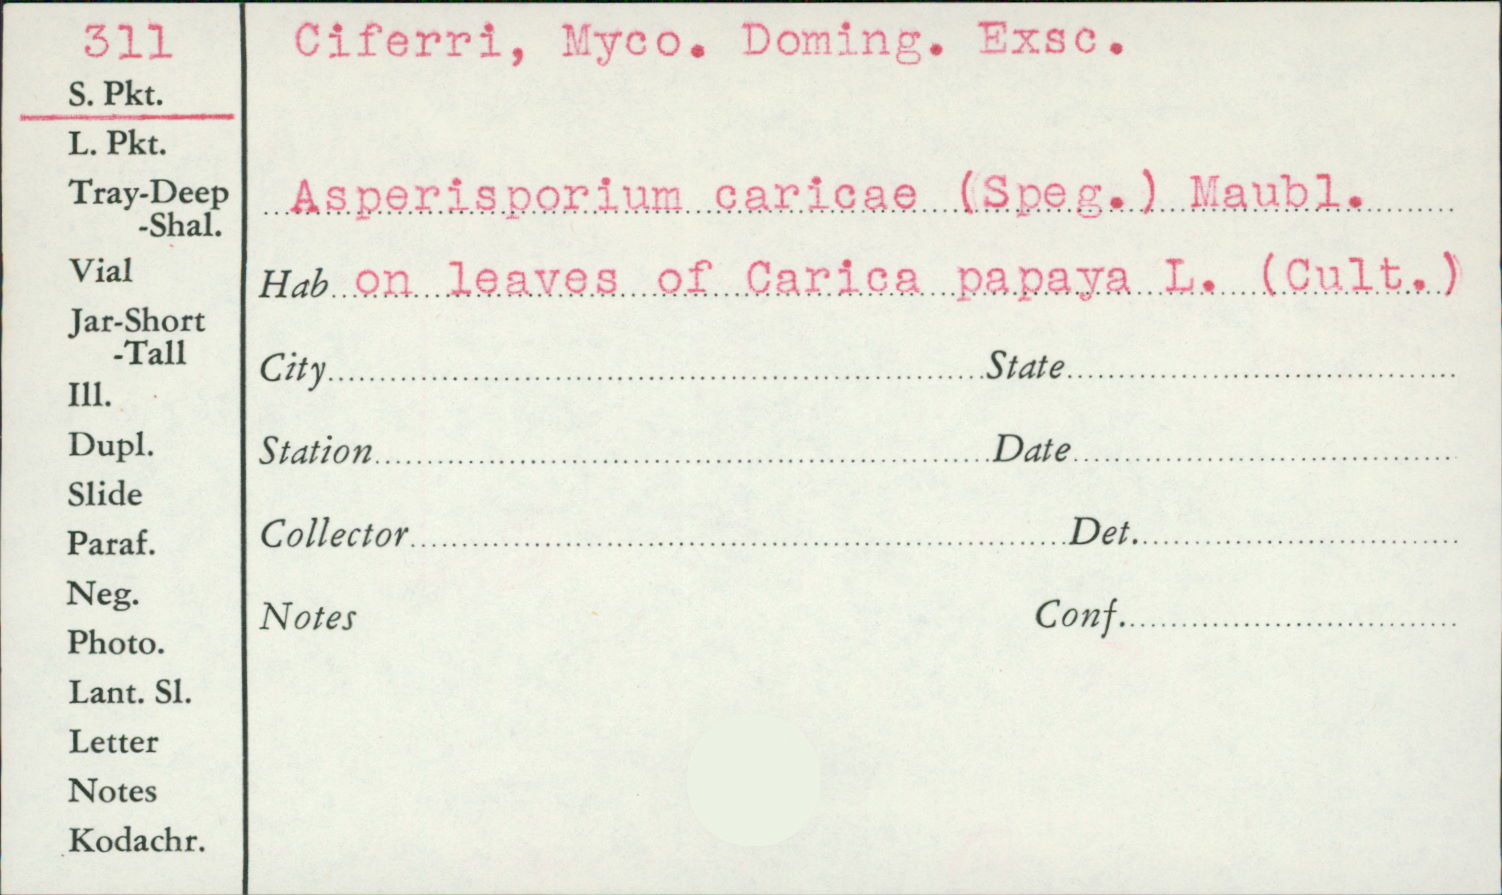 311
S. Pkt.
L. Pkt.
Tray-Deep
-Shal.
Vial
Jar-Short
-Tall
Ill.
Dupl.
Slide
Paraf.
Neg.
Photo.
Lant. Sl.
Letter
Notes
Kodachr.
Ciferri, Myco. Doming. Exsc.
Asperisporium caricae (Speg.) Maubl.
Hab on leaves of Carica papaya L. (Cult.)
City State
Station Date
Collector Det.
Notes Conf.